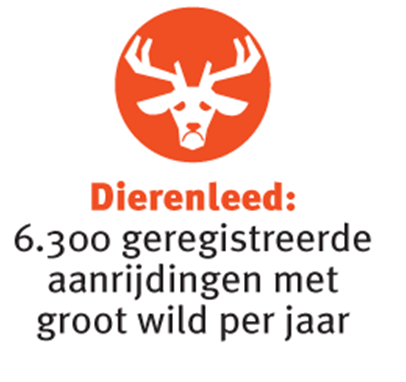 Dierenleed:
6.300 geregistreerde
aanrijdingen met
groot wild per jaar